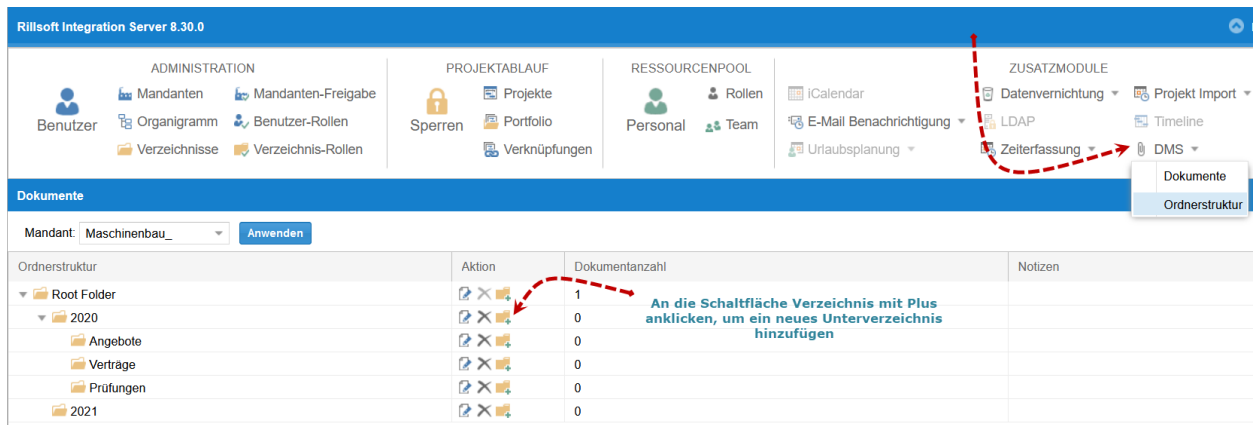 Rillsoft Integration Server 8.30.0
ADMINISTRATION
PROJEKTABLAUF
RESSOURCENPOOL
ZUSATZMODULE
Benutzer
Mandanten
Mandanten-Freigabe
Organigramm
Benutzer-Rollen
Verzeichnisse
Verzeichnis-Rollen
Sperren
Projekte
Portfolio
Verknüpfungen
Personal
Rollen
Team
iCalendar
Datenvernichtung
Projekt Import
E-Mail Benachrichtigung
LDAP
Timeline
Urlaubsplanung
Zeiterfassung
DMS
Dokumente
Ordnerstruktur
Dokumente
Mandant: Maschinenbau_ Anwenden
Ordnerstruktur Aktion Dokumentanzahl Notizen
Root Folder 1
2020 0
Angebote 0
Verträge 0
Prüfungen 0
2021 0
An die Schaltfläche Verzeichnis mit Plus
anklicken, um ein neues Unterverzeichnis
hinzufügen